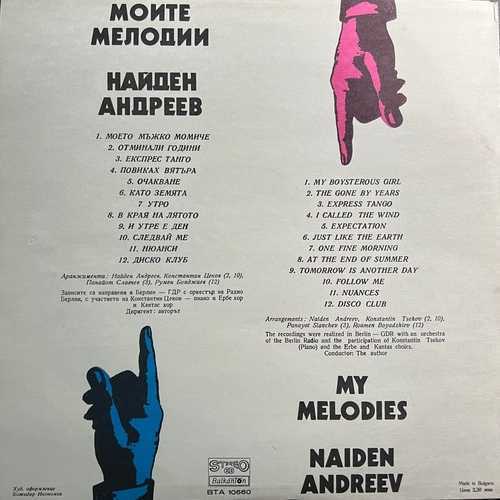 МОИТЕ
МЕЛОДИИ
НАЙДЕН
АНДРЕЕВ
1. МОЕТО МЪЖКО МОМИЧЕ
2. ОТМИНАЛИ ГОДИНИ
3. ЕКСПРЕС ТАНГО
4. ПОВИКАХ ВЯТЪРА
5. ОЧАКВАНЕ
6. КАТО ЗЕМЯТА
7 УТРО
8. В КРАЯ НА ЛЯТОТО
9. И УТРЕ Е ДЕН
10. СЛЕДВАЙ МЕ
11. НЮАНСИ
12. ДИСКО КЛУБ
Аранжименти: Найден Андреев, Константин Цеков (2, 10),
Панайот Славчев (3), Румен Бояджиев (12)
Записите са направени в Берлин — ГДР с оркестър на Радио
Берлин, с участието на Константин Цеков — пиано и Ербе хор
и Кантас хор
Диригент: авторът
1. MY BOYSTEROUS GIRL
2. THE GONE BY YEARS
3. EXPRESS TANGO
4. I CALLED THE WIND
5. EXPECTATION
6. JUST LIKE THE EARTH
7. ONE FINE MORNING
8. AT THE END OF SUMMER
9. TOMORROW IS ANOTHER DAY
10. FOLLOW ME
11. NUANCES
12. DISCO CLUB
Arrangements: Naiden Andreev, Konstantin Tsekov (2, 10),
Panayot Slavchev (3), Roumen Boyadzhiev (12)
The recordings were realized in Berlin — GDR with an orchestra
of the Berlin Radio and the participation of Konstantin Tsekov
(Piano) and the Erbe and Kantas choirs.
Conductor: The author
MY
MELODIES
NAIDEN
ANDREEV
STEREO
Balkanton
ВТА 10660
Худ. оформление
Made in Bulgaria